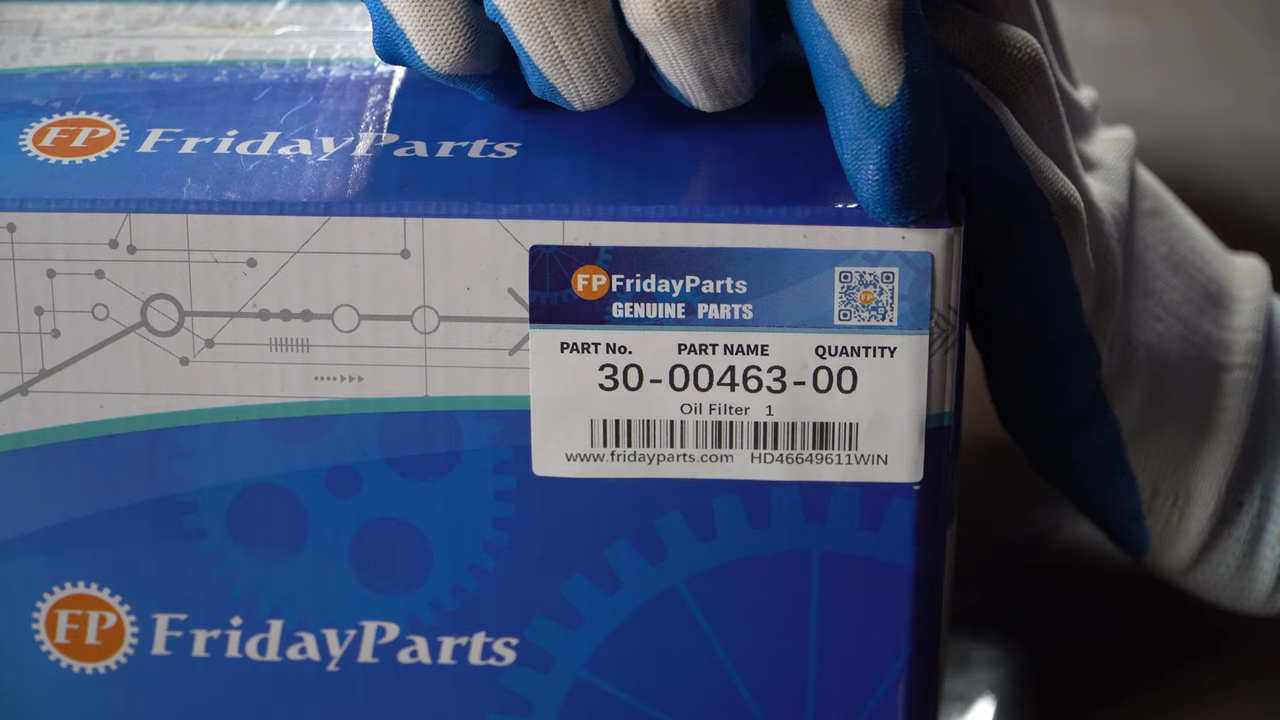 FP FridayParts
FP FridayParts
GENUINE PARTS
FP
PART No. PART NAME QUANTITY
30-00463-00
Oil Filter 1
www.fridayparts.com HD46649611WIN
FP FridayParts